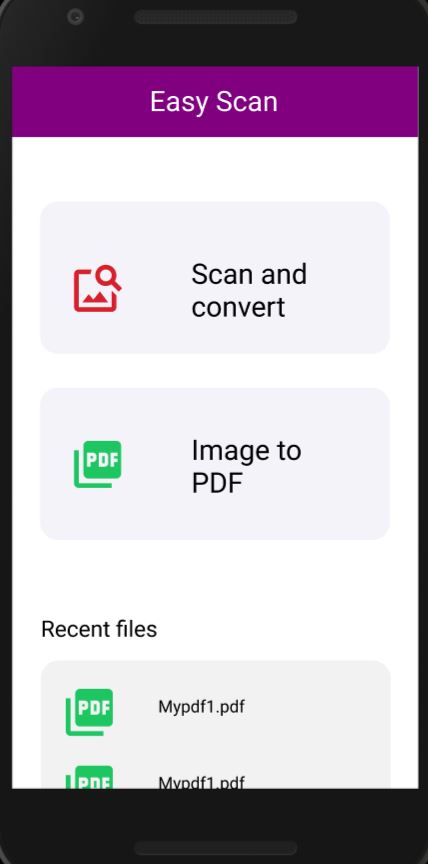 Easy Scan
Scan and
convert
PDF
Image to
PDF
Recent files
PDF
Mypdf1.pdf
PDF
Mypdf1.pdf